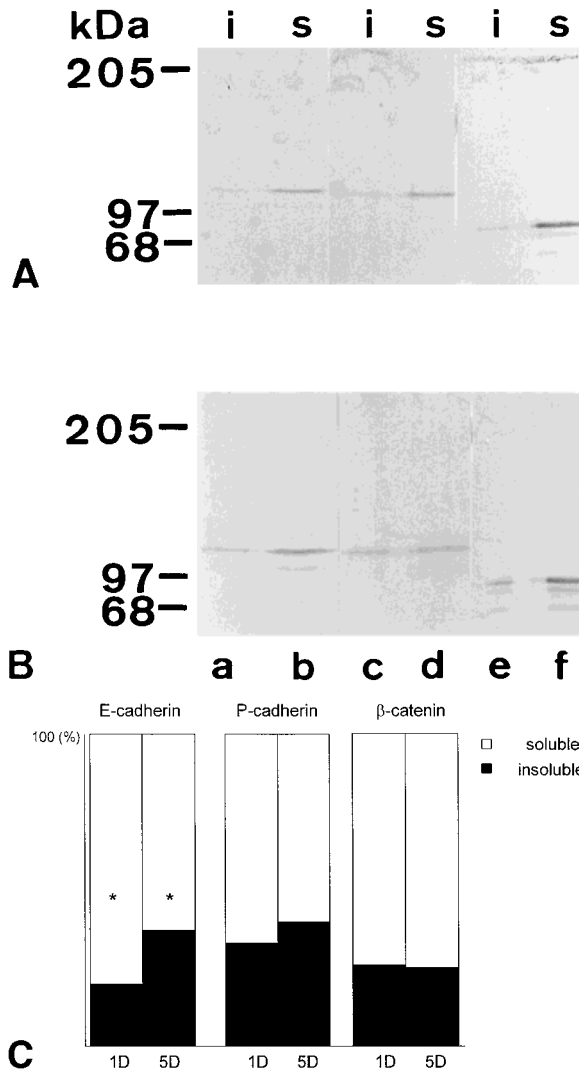 kDa i s i s i s
205
97
68
A
205
97
68
B a b c d e f
E-cadherin P-cadherin β-catenin
100 (%)
soluble
insoluble
* *
C 1D 5D 1D 5D 1D 5D